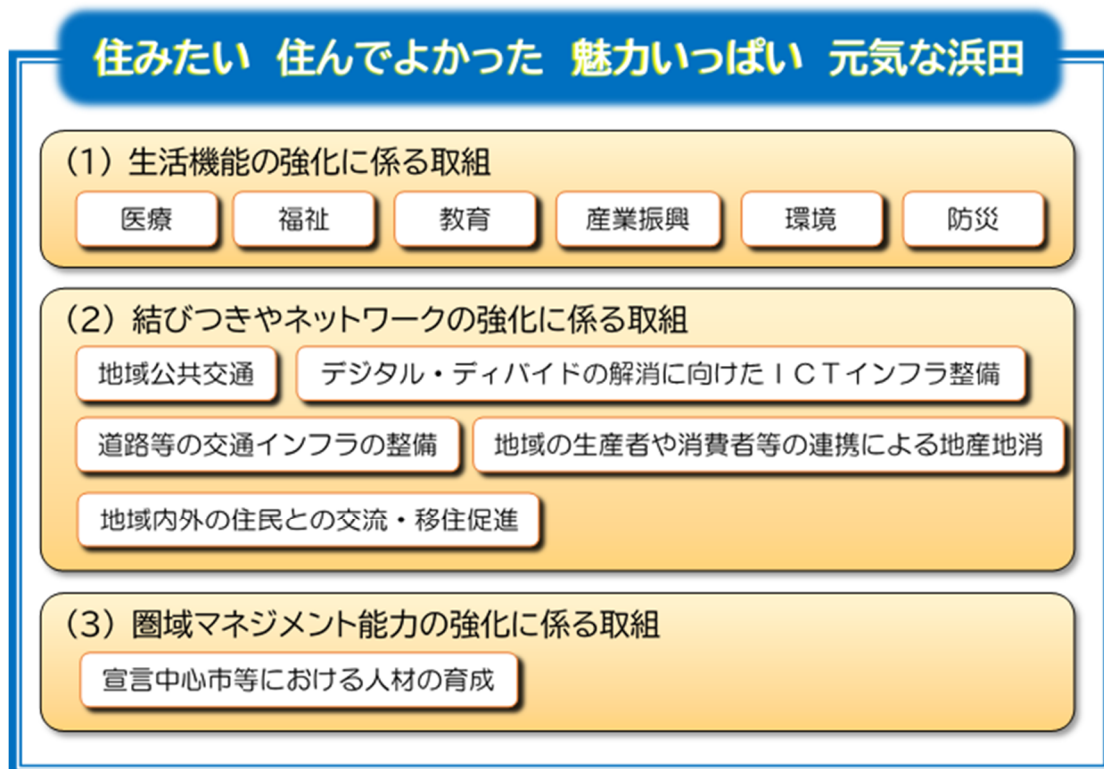 住みたい 住んでよかった 魅力いっぱい 元気な浜田
(1) 生活機能の強化に係る取組
医療 福祉 教育 産業振興 環境 防災
(2) 結びつきやネットワークの強化に係る取組
地域公共交通 デジタル・ディバイドの解消に向けたＩＣＴインフラ整備
道路等の交通インフラの整備 地域の生産者や消費者等の連携による地産地消
地域内外の住民との交流・移住促進
(3) 圏域マネジメント能力の強化に係る取組
宣言中心市等における人材の育成